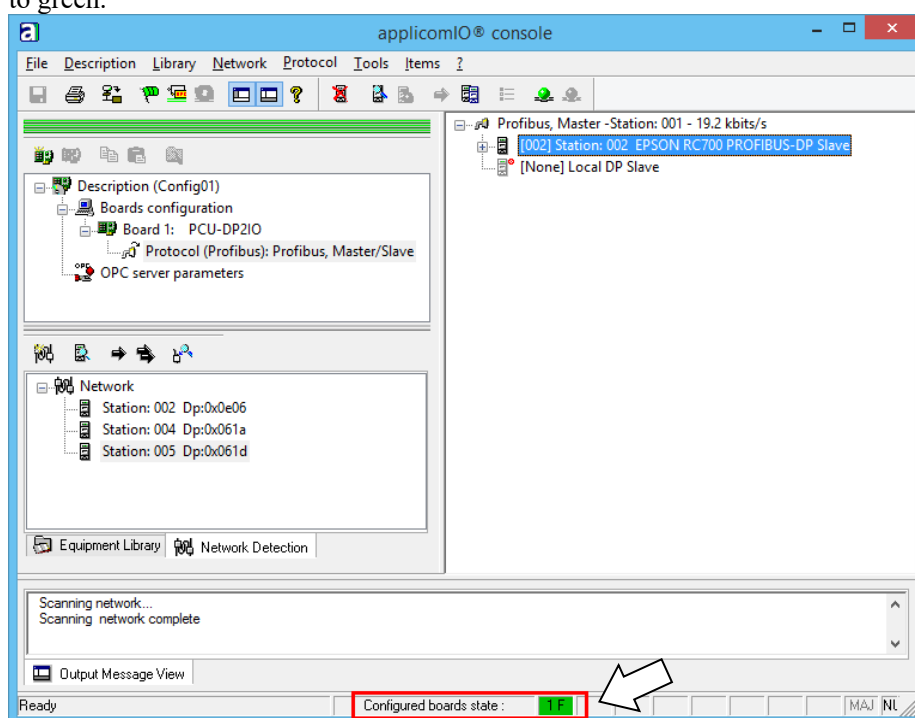 to green.
applicomIO® console
File Description Library Network Protocol Tools Items ?
Profibus, Master -Station: 001 - 19.2 kbits/s
[002] Station: 002 EPSON RC700 PROFIBUS-DP Slave
[None] Local DP Slave
Description (Config01)
Boards configuration
Board 1: PCU-DP2IO
Protocol (Profibus): Profibus, Master/Slave
OPC server parameters
Network
Station: 002 Dp:0x0e06
Station: 004 Dp:0x061a
Station: 005 Dp:0x061d
Equipment Library Network Detection
Scanning network...
Scanning network complete
Output Message View
Ready Configured boards state : 1 F MAJ NL